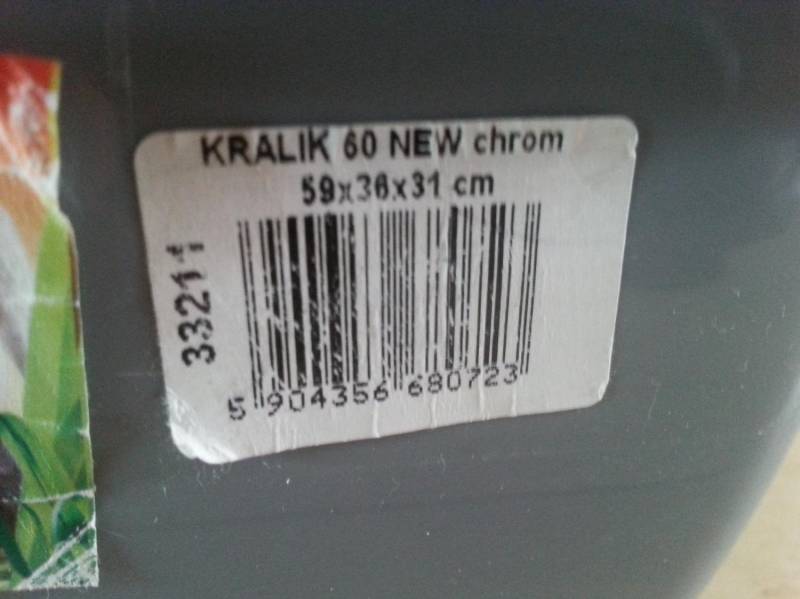 KRALIK 60 NEW chrom
59x36x31 cm
33211
5 904356 680723